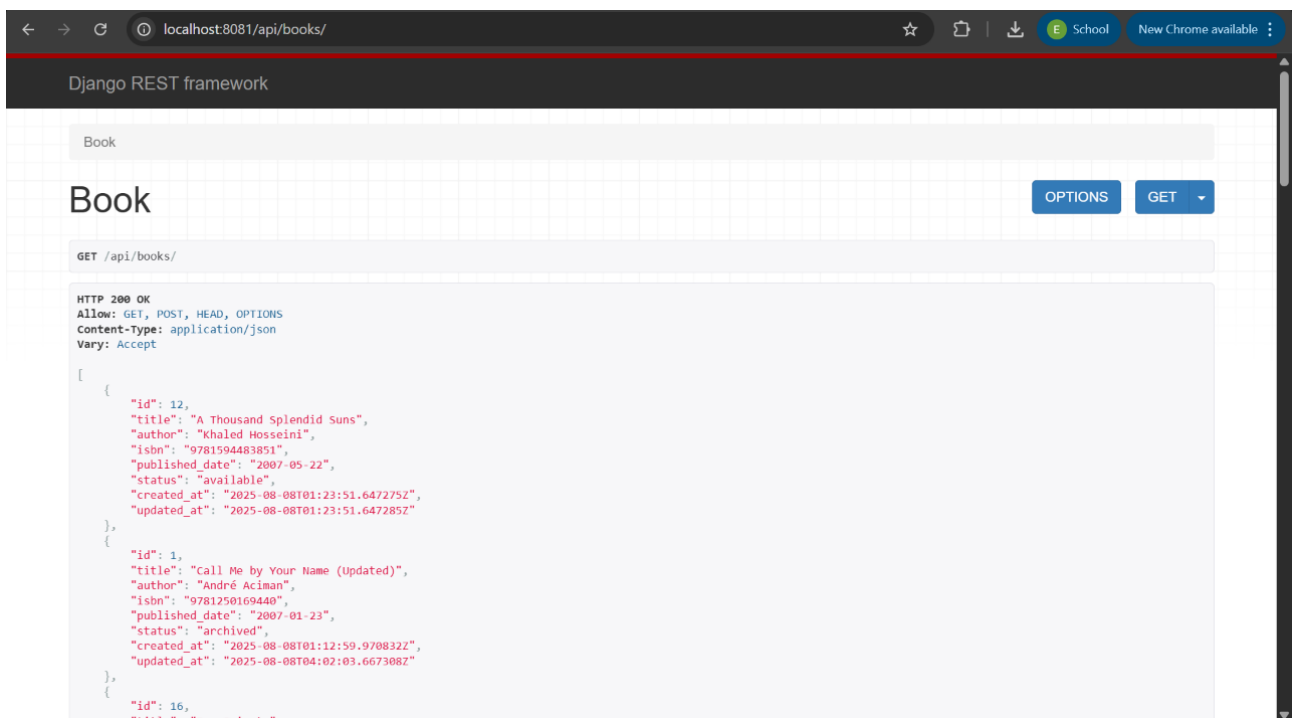 localhost:8081/api/books/
E School
New Chrome available
Django REST framework
Book
Book
OPTIONS
GET
GET /api/books/
HTTP 200 OK
Allow: GET, POST, HEAD, OPTIONS
Content-Type: application/json
Vary: Accept
[
{
"id": 12,
"title": "A Thousand Splendid Suns",
"author": "Khaled Hosseini",
"isbn": "9781594483851",
"published_date": "2007-05-22",
"status": "available",
"created_at": "2025-08-08T01:23:51.647275Z",
"updated_at": "2025-08-08T01:23:51.647285Z"
},
{
"id": 1,
"title": "Call Me by Your Name (Updated)",
"author": "André Aciman",
"isbn": "9781250169440",
"published_date": "2007-01-23",
"status": "archived",
"created_at": "2025-08-08T01:12:59.970832Z",
"updated_at": "2025-08-08T04:02:03.667308Z"
},
{
"id": 16,